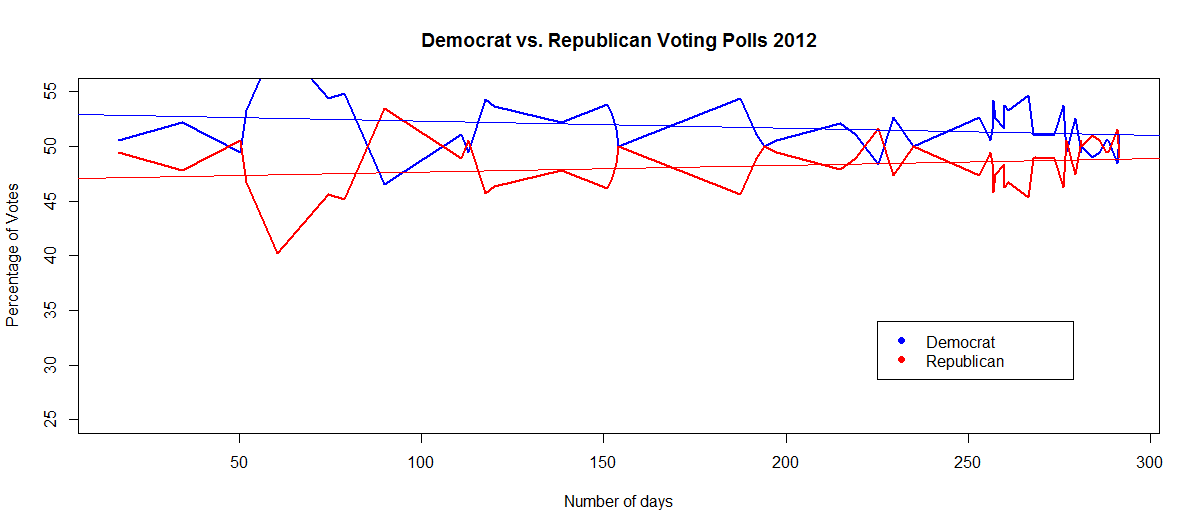 Democrat vs. Republican Voting Polls 2012
Percentage of Votes
55
50
45
40
35
30
25
Democrat
Republican
50 100 150 200 250 300
Number of days